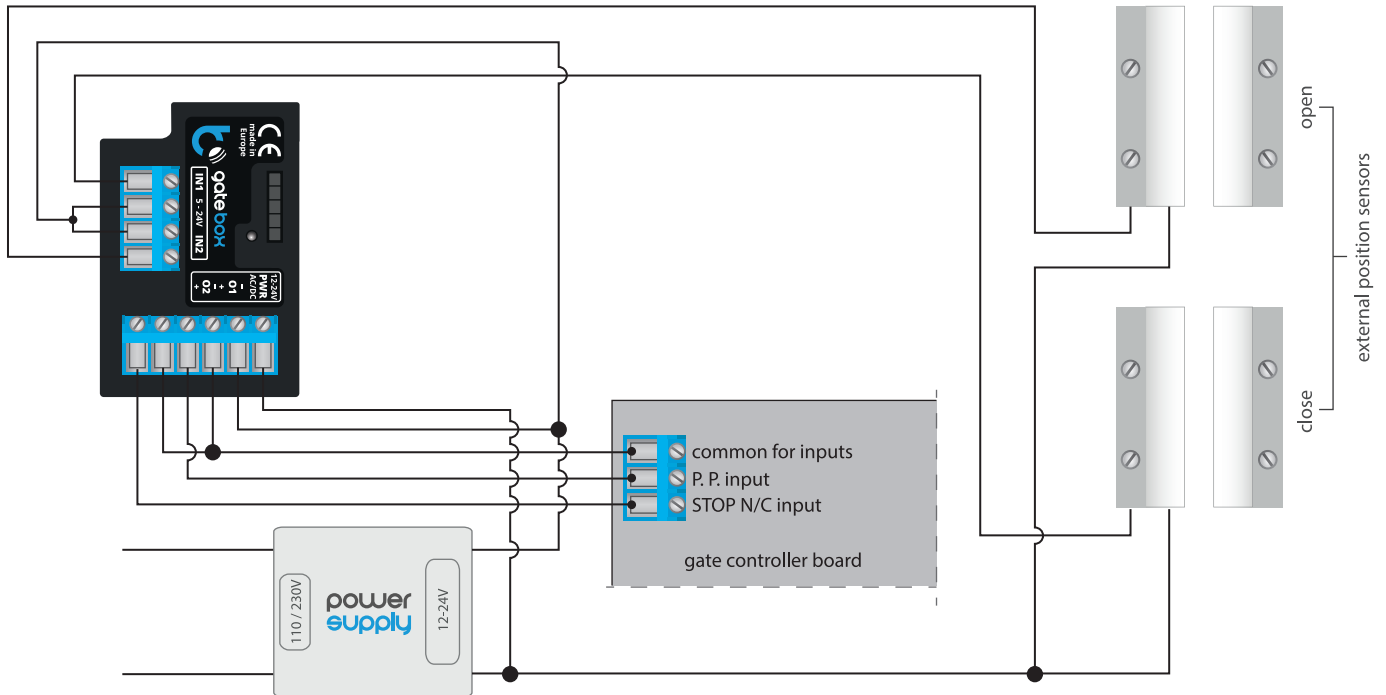 CE
made in
Europe
gatebox
IN1 5 - 24V IN2
12-24V
PWR
AC/DC
- O1 +
- O2 +
common for inputs
P. P. input
STOP N/C input
gate controller board
110 / 230V
power
supply
12-24V
open
close
external position sensors